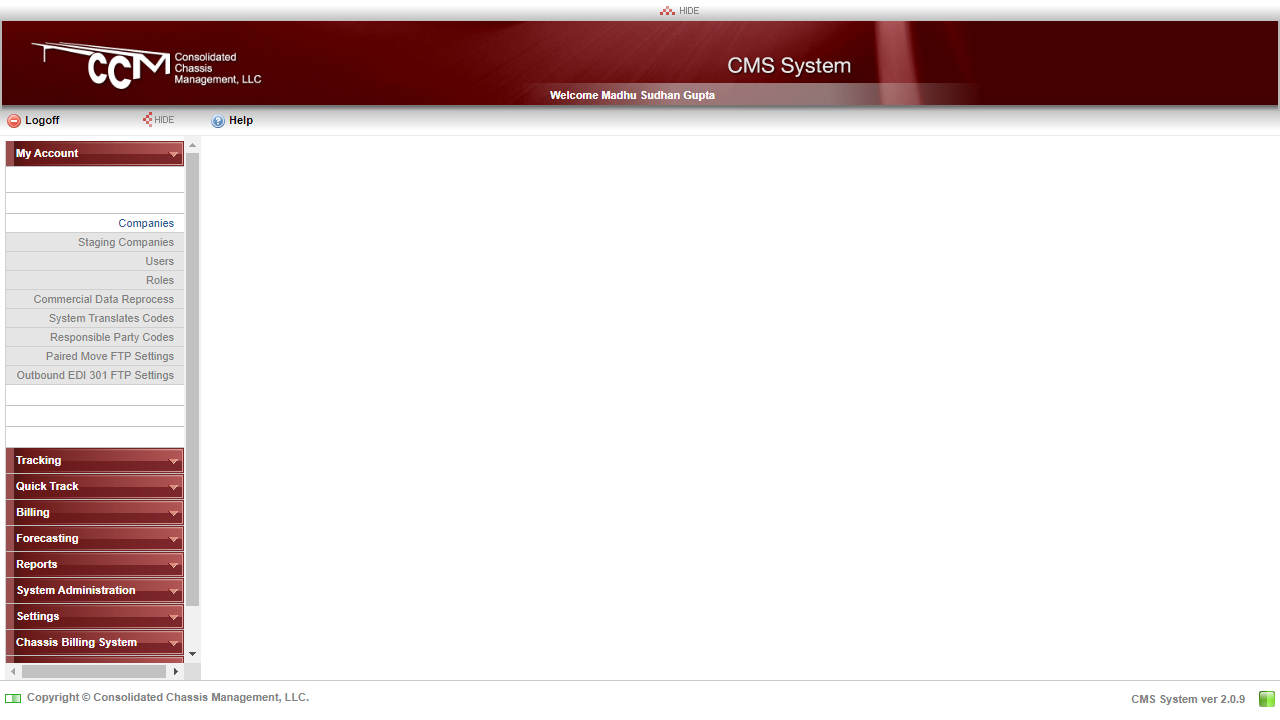 HIDE
CCM
Consolidated
Chassis
Management, LLC
CMS System
Welcome Madhu Sudhan Gupta
Logoff
HIDE
Help
My Account
Companies
Staging Companies
Users
Roles
Commercial Data Reprocess
System Translates Codes
Responsible Party Codes
Paired Move FTP Settings
Outbound EDI 301 FTP Settings
Tracking
Quick Track
Billing
Forecasting
Reports
System Administration
Settings
Chassis Billing System
Copyright © Consolidated Chassis Management, LLC.
CMS System ver 2.0.9